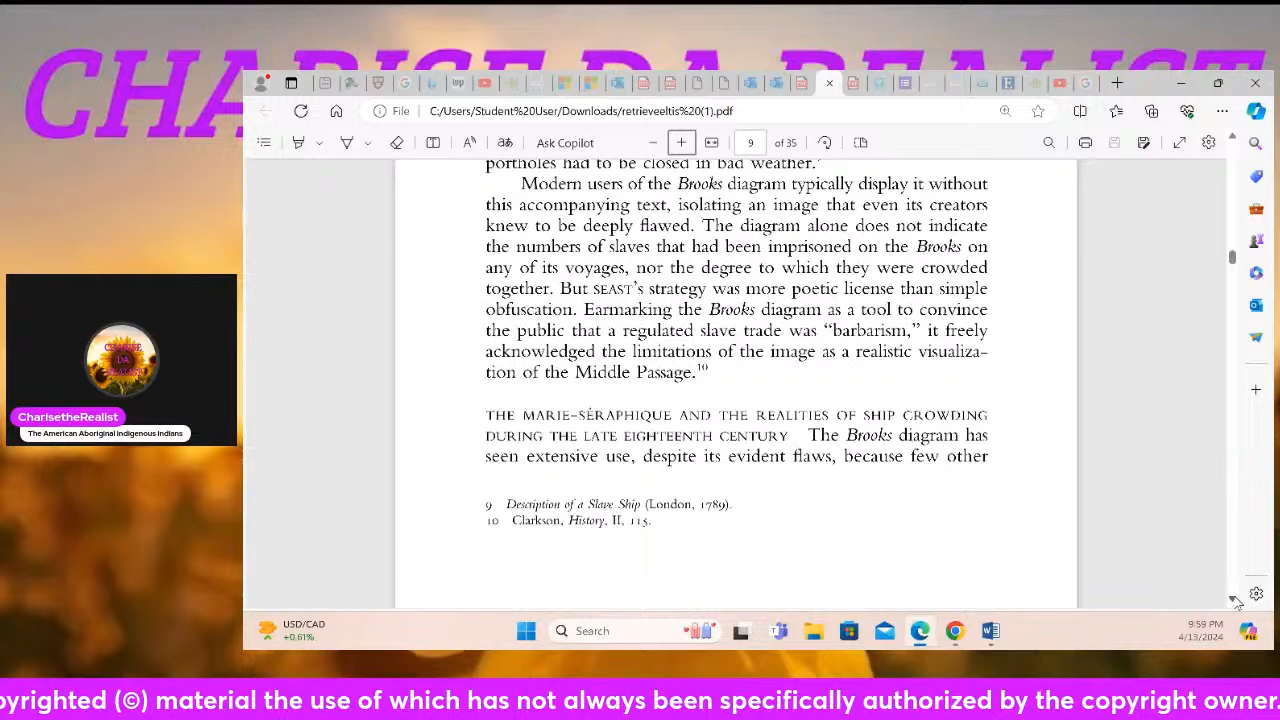 CHARISE DA REALIST
File
C:/Users/Student%20User/Downloads/retrieveeltis%20(1).pdf
Ask Copilot
9
of 35
portholes had to be closed in bad weather.⁹
Modern users of the Brooks diagram typically display it without
this accompanying text, isolating an image that even its creators
knew to be deeply flawed. The diagram alone does not indicate
the numbers of slaves that had been imprisoned on the Brooks on
any of its voyages, nor the degree to which they were crowded
together. But SEAST's strategy was more poetic license than simple
obfuscation. Earmarking the Brooks diagram as a tool to convince
the public that a regulated slave trade was "barbarism," it freely
acknowledged the limitations of the image as a realistic visualiza-
tion of the Middle Passage.¹⁰
THE MARIE-SÉRAPHIQUE AND THE REALITIES OF SHIP CROWDING
DURING THE LATE EIGHTEENTH CENTURY The Brooks diagram has
seen extensive use, despite its evident flaws, because few other
9 Description of a Slave Ship (London, 1789).
10 Clarkson, History, II, 115.
CHARISE
DA
REALIST
CharisetheRealist
The American Aboriginal Indigenous Indians
USD/CAD
+0.61%
Search
9:59 PM
4/13/2024
opyrighted (©) material the use of which has not always been specifically authorized by the copyright owner.